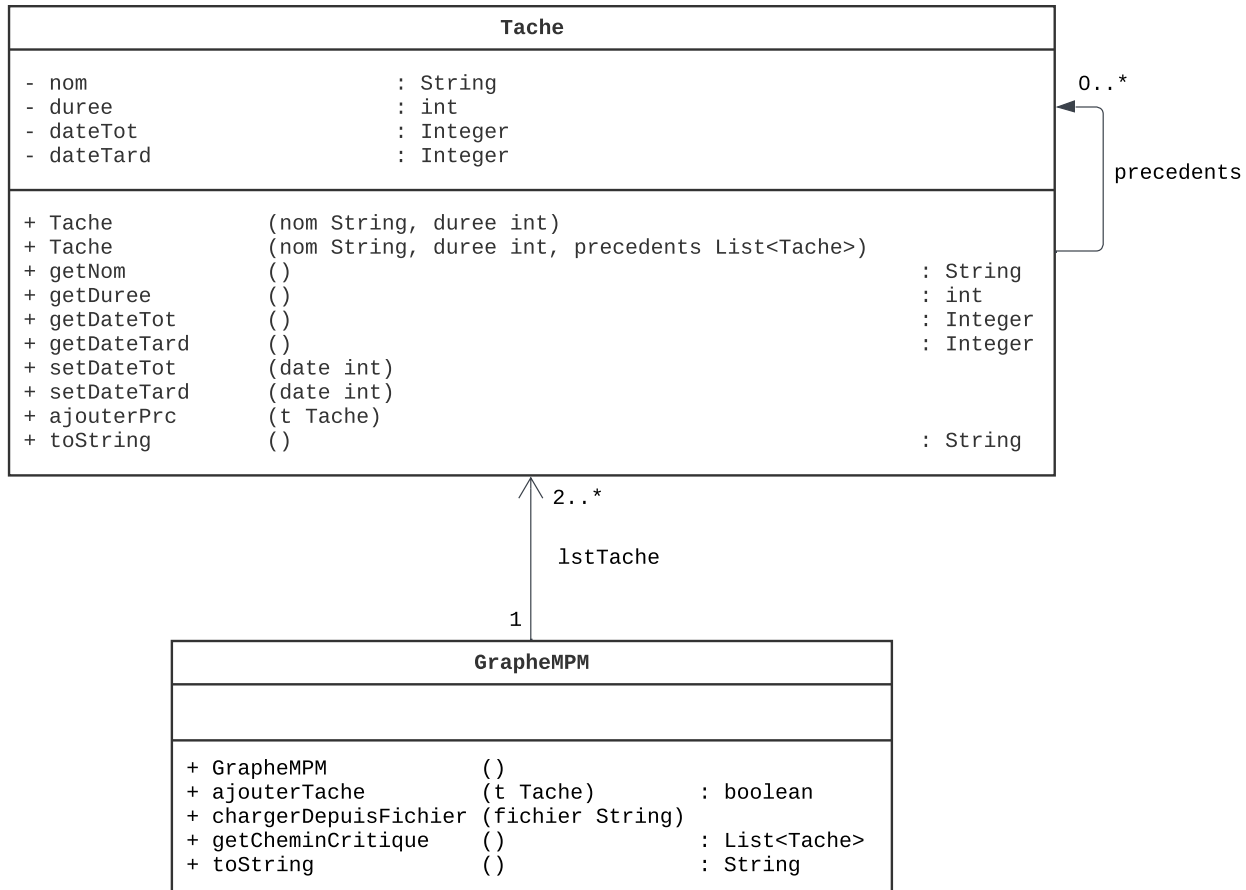 Tache
- nom : String
- duree : int
- dateTot : Integer
- dateTard : Integer
0..*
precedents
+ Tache (nom String, duree int)
+ Tache (nom String, duree int, precedents List<Tache>)
+ getNom () : String
+ getDuree () : int
+ getDateTot () : Integer
+ getDateTard () : Integer
+ setDateTot (date int)
+ setDateTard (date int)
+ ajouterPrc (t Tache)
+ toString () : String
2..*
lstTache
1
GrapheMPM
+ GrapheMPM ()
+ ajouterTache (t Tache) : boolean
+ chargerDepuisFichier (fichier String)
+ getCheminCritique () : List<Tache>
+ toString () : String